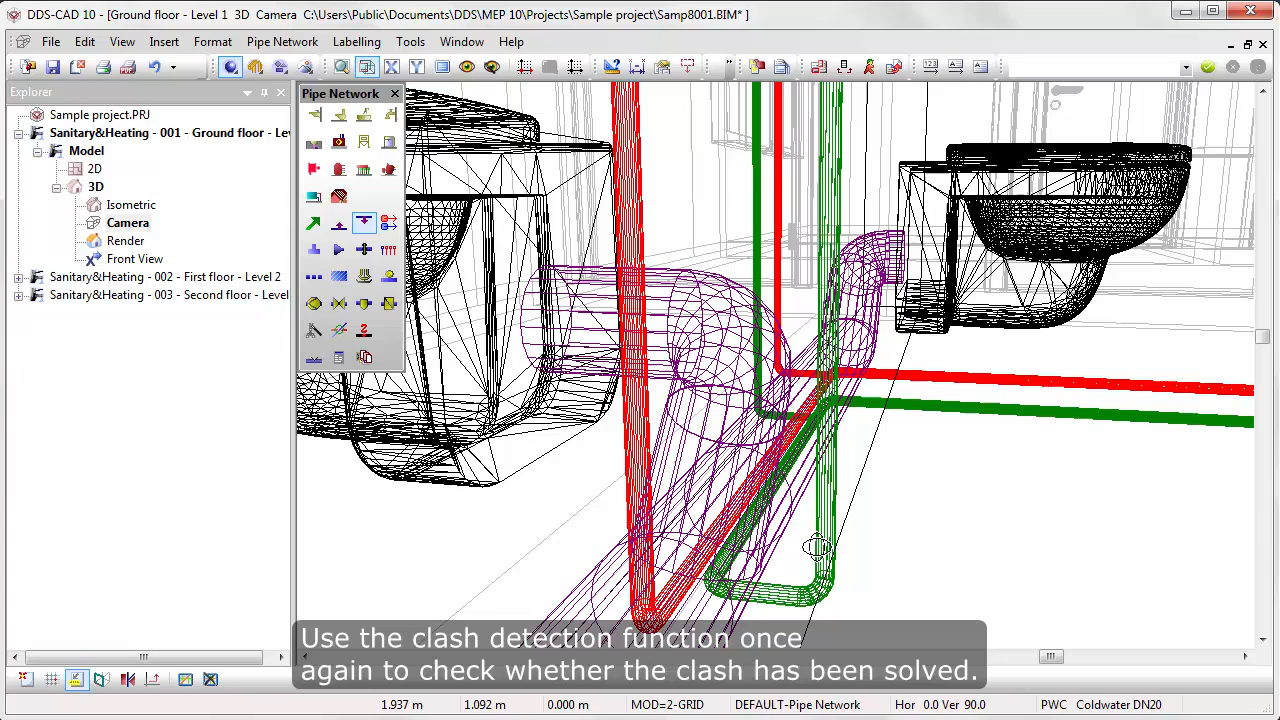 DDS-CAD 10 - [Ground floor - Level 1 3D Camera C:\Users\Public\Documents\DDS\MEP 10\Projects\Sample project\Samp8001.BIM* ]
File Edit View Insert Format Pipe Network Labelling Tools Window Help
Explorer
Pipe Network
Sample project.PRJ
Sanitary&Heating - 001 - Ground floor - Lev
Model
2D
3D
Isometric
Camera
Render
Front View
Sanitary&Heating - 002 - First floor - Level 2
Sanitary&Heating - 003 - Second floor - Level
Use the clash detection function once
again to check whether the clash has been solved.
1.937 m 1.092 m 0.000 m MOD=2-GRID DEFAULT-Pipe Network Hor 0.0 Ver 90.0 PWC Coldwater DN20